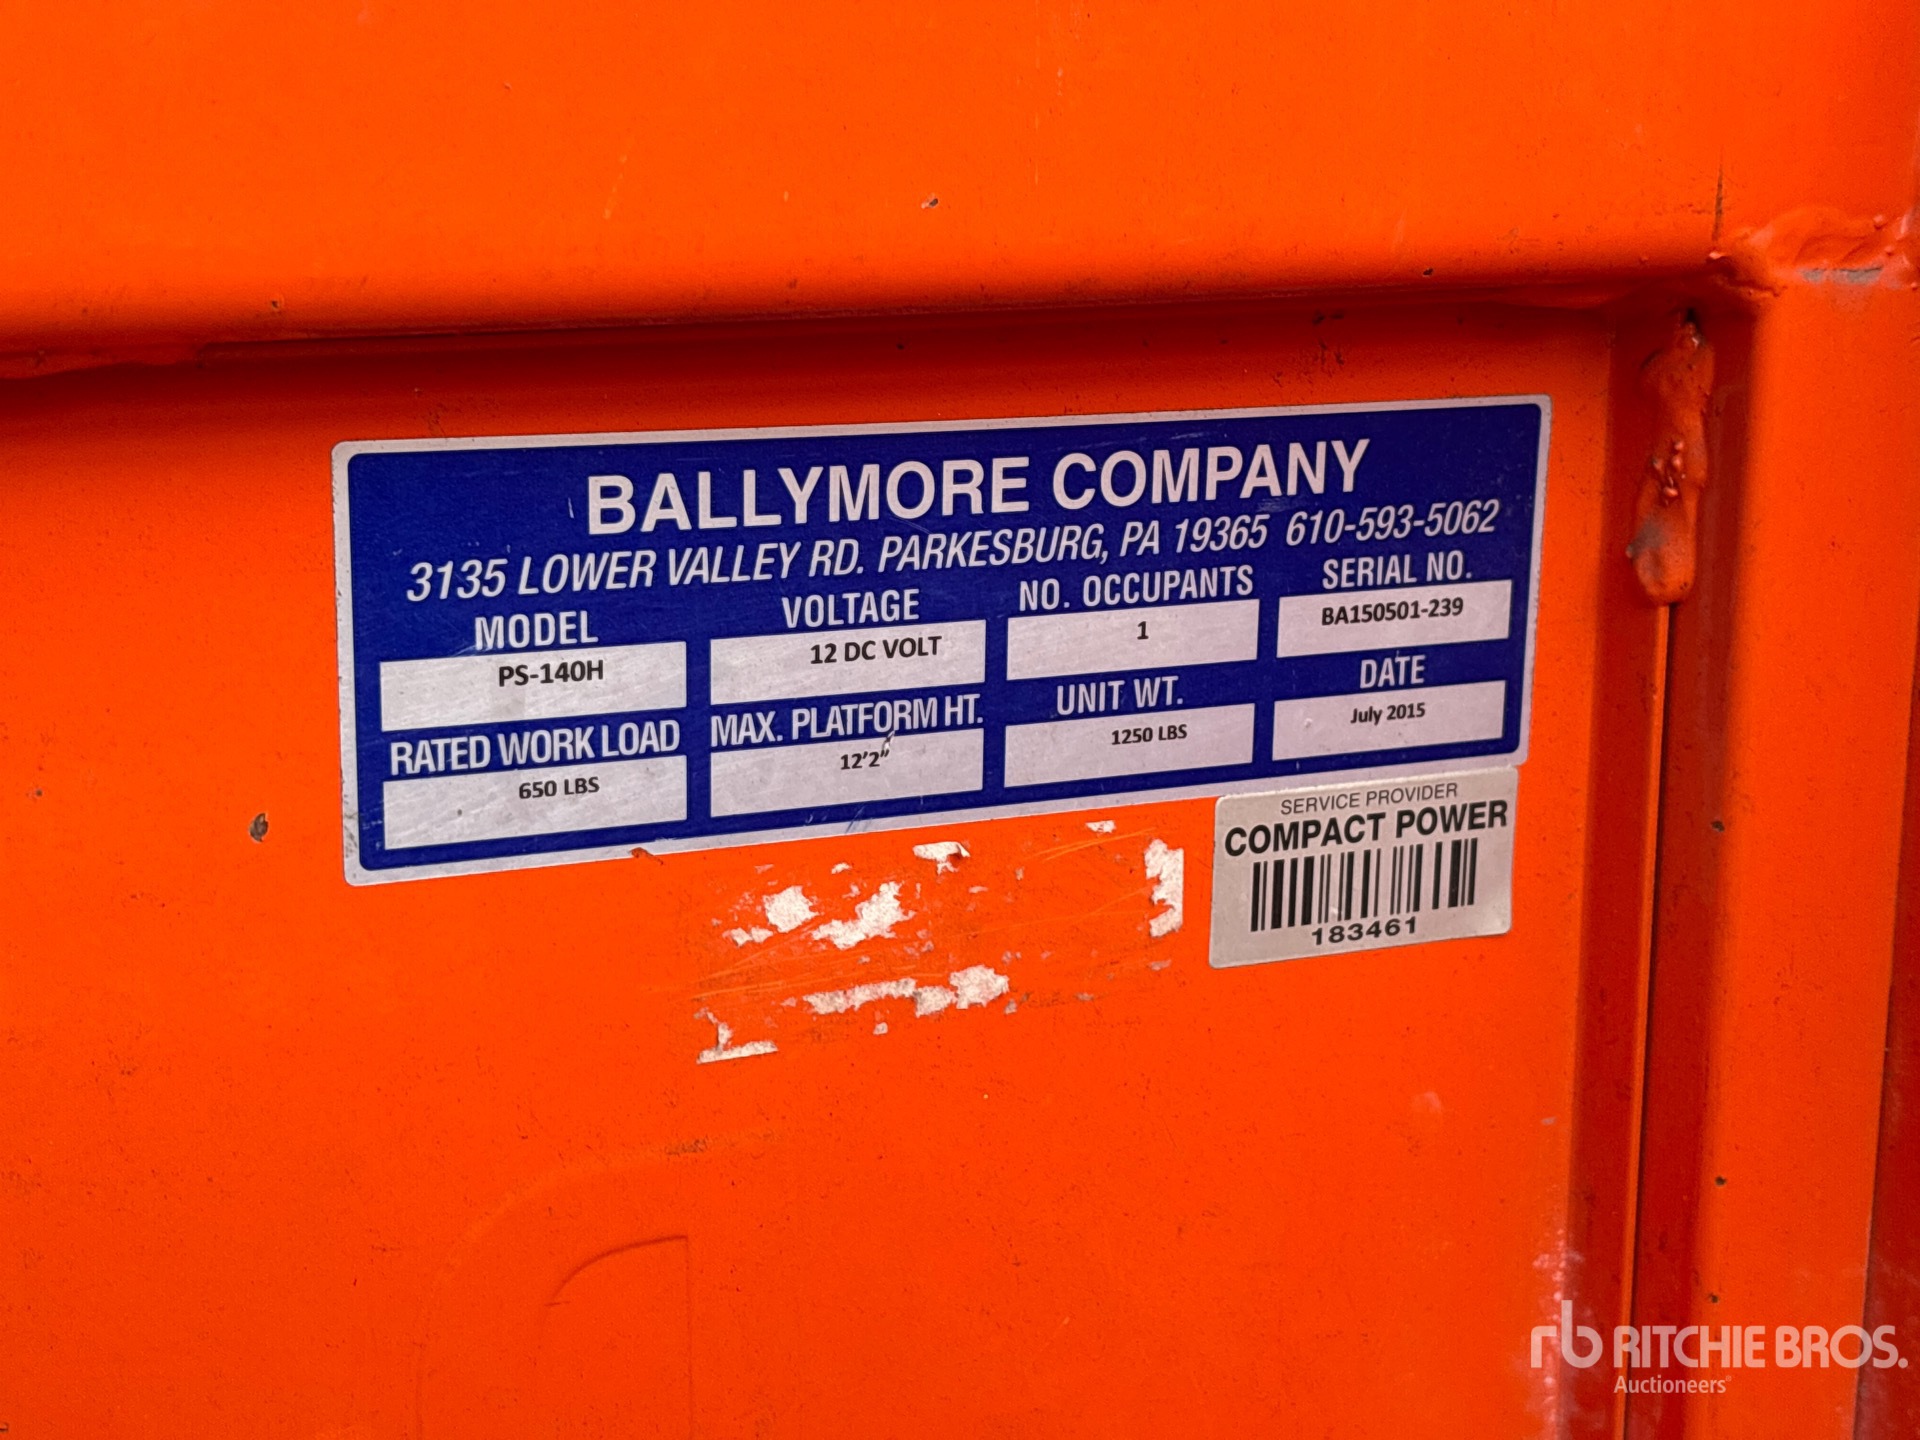 BALLYMORE COMPANY
3135 LOWER VALLEY RD. PARKESBURG, PA 19365 610-593-5062
MODEL VOLTAGE NO. OCCUPANTS SERIAL NO.
PS-140H 12 DC VOLT 1 BA150501-239
RATED WORK LOAD MAX. PLATFORM HT. UNIT WT. DATE
650 LBS 12'2" 1250 LBS July 2015
SERVICE PROVIDER
COMPACT POWER
183461
rb RITCHIE BROS.
Auctioneers